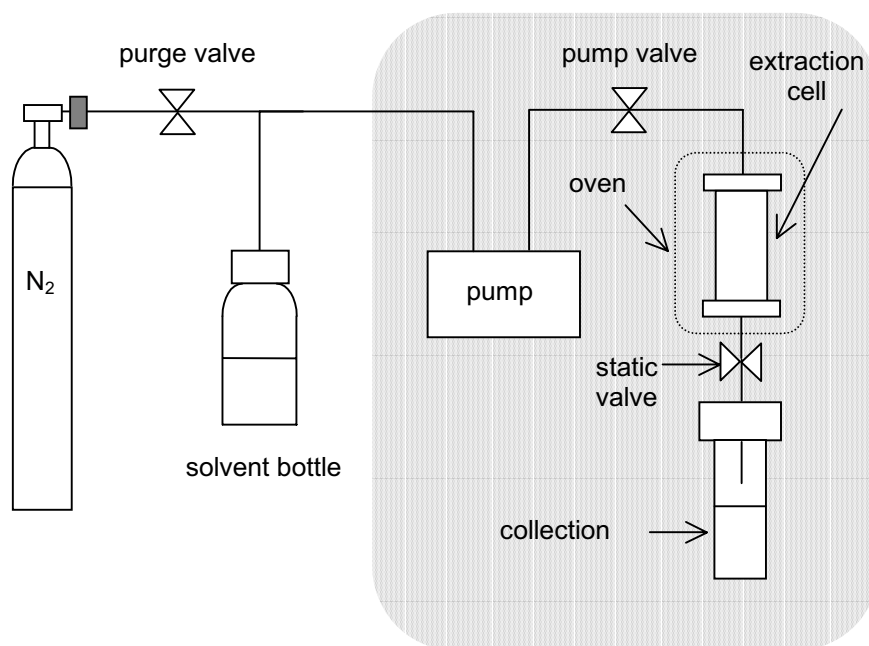 purge valve
pump valve
extraction
cell
oven
N₂
pump
static
valve
solvent bottle
collection